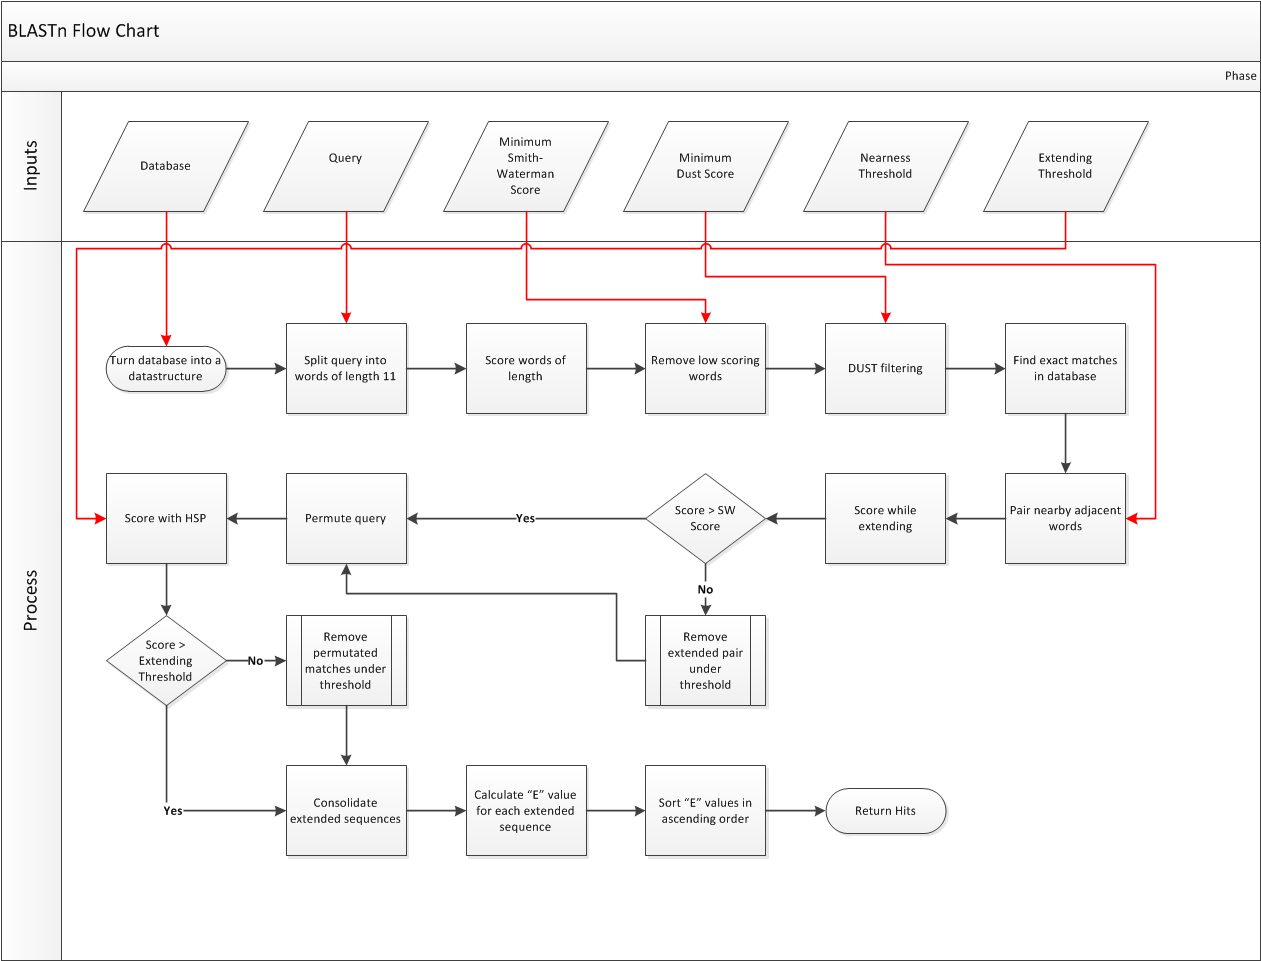 BLASTn Flow Chart
Phase
Inputs
Database
Query
Minimum
Smith-
Waterman
Score
Minimum
Dust Score
Nearness
Threshold
Extending
Threshold
Process
Turn database into a
datastructure
Split query into
words of length 11
Score words of
length
Remove low scoring
words
DUST filtering
Find exact matches
in database
Score with HSP
Permute query
Yes
Score > SW
Score
Score while
extending
Pair nearby adjacent
words
No
Score >
Extending
Threshold
No
Remove
permutated
matches under
threshold
Remove
extended pair
under
threshold
Yes
Consolidate
extended sequences
Calculate “E” value
for each extended
sequence
Sort “E” values in
ascending order
Return Hits